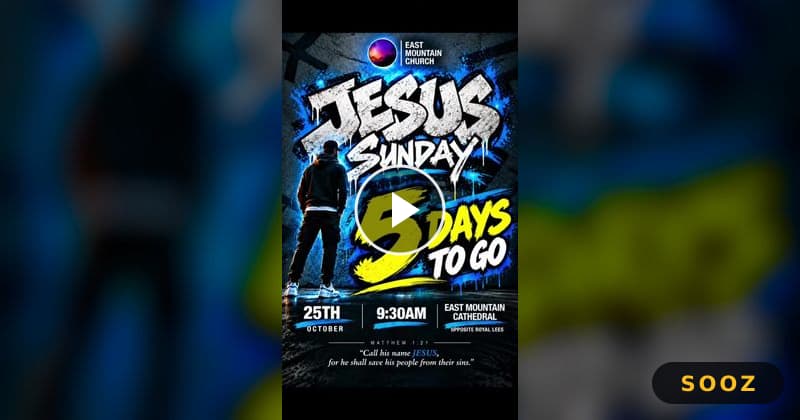 EAST
MOUNTAIN
CHURCH
JESUS
SUNDAY
5 DAYS
TO GO
25TH
OCTOBER
9:30AM
EAST MOUNTAIN
CATHEDRAL
OPPOSITE ROYAL LEES
MATTHEW 1:21
“Call his name JESUS,
for he shall save his people from their sins.”
SOOZ